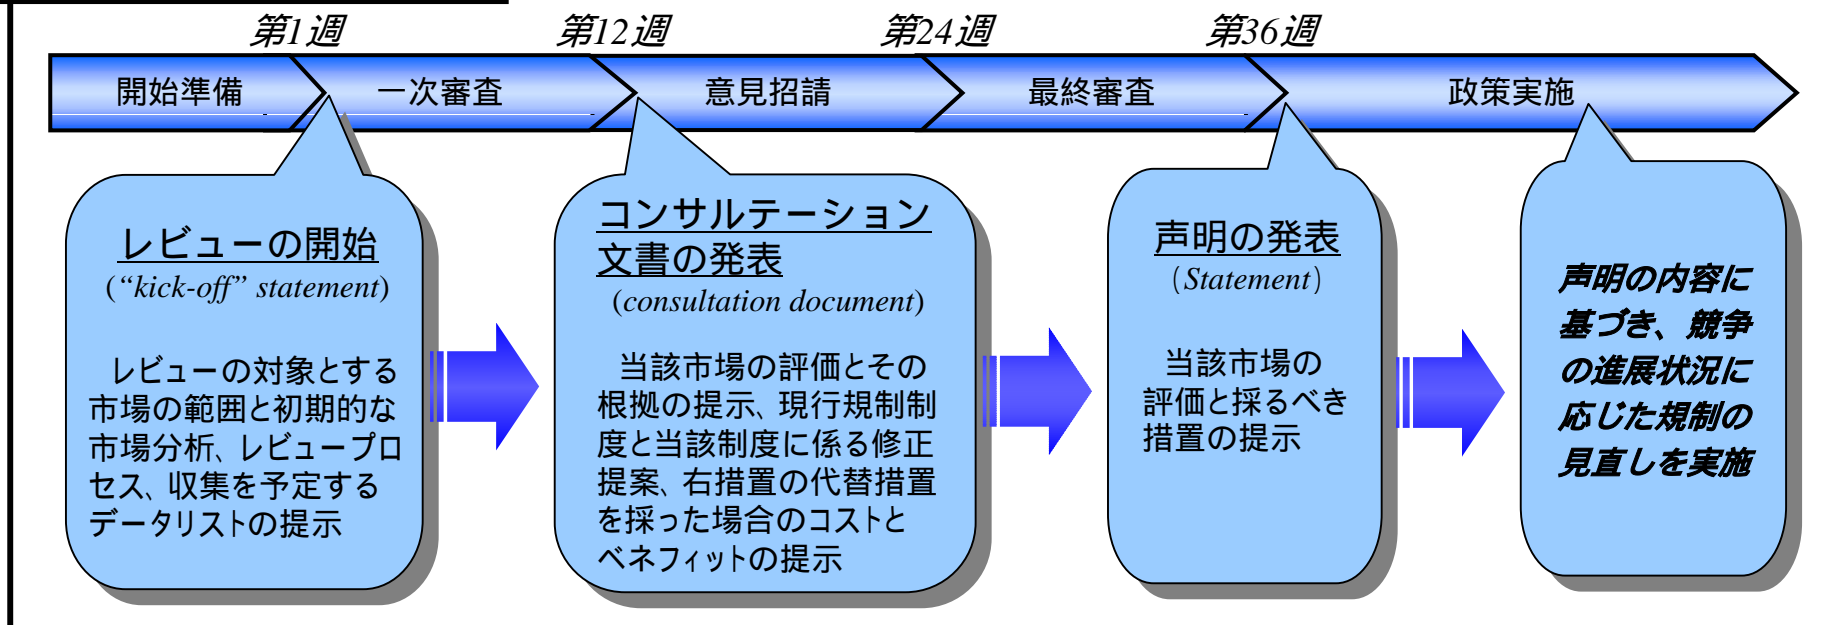 第1週
第12週
第24週
第36週
開始準備
一次審査
意見招請
最終審査
政策実施
レビューの開始
(“kick-off” statement)
レビューの対象とする
市場の範囲と初期的な
市場分析、レビュープロ
セス、収集を予定する
データリストの提示
コンサルテーション
文書の発表
(consultation document)
当該市場の評価とその
根拠の提示、現行規制制
度と当該制度に係る修正
提案、右措置の代替措置
を採った場合のコストと
ベネフィットの提示
声明の発表
(Statement)
当該市場の
評価と採るべき
措置の提示
声明の内容に
基づき、競争
の進展状況に
応じた規制の
見直しを実施